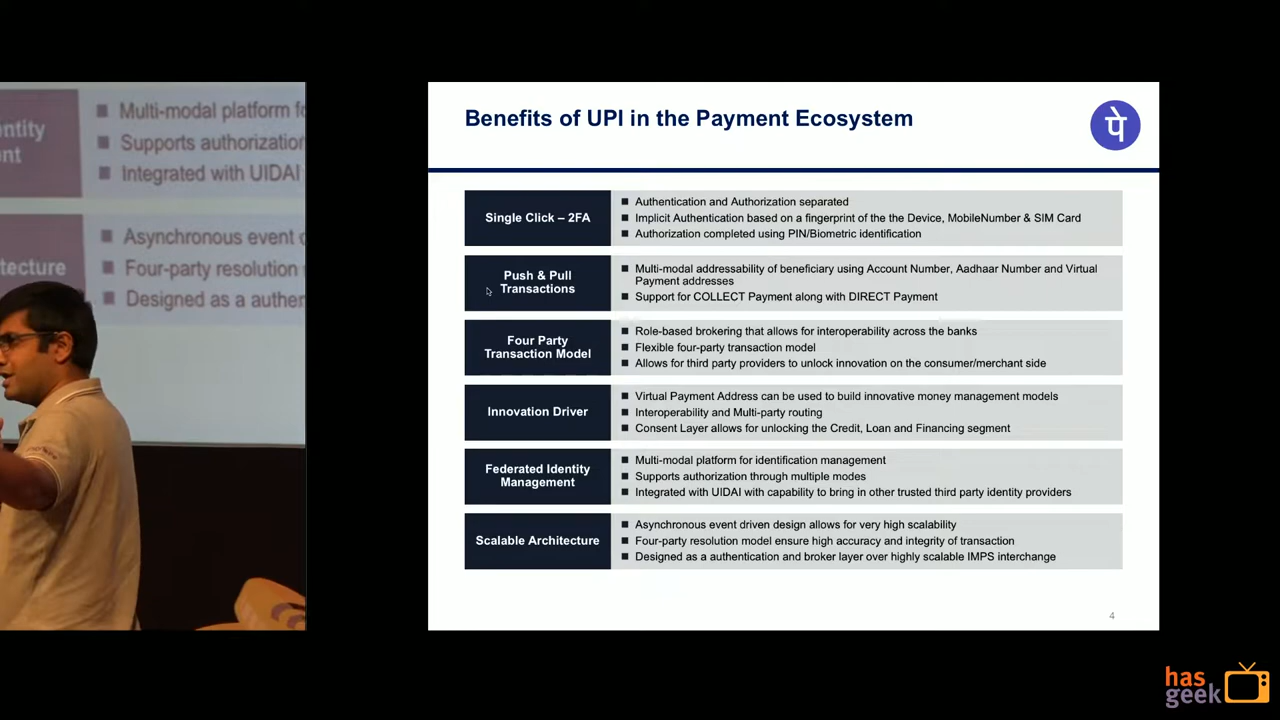 ntity
nt
Multi-modal platform fo
Supports authorization
Integrated with UIDAI
tecture
Asynchronous event d
Four-party resolution
Designed as a authen
Benefits of UPI in the Payment Ecosystem
पे
Single Click – 2FA
Authentication and Authorization separated
Implicit Authentication based on a fingerprint of the the Device, MobileNumber & SIM Card
Authorization completed using PIN/Biometric identification
Push & Pull
Transactions
Multi-modal addressability of beneficiary using Account Number, Aadhaar Number and Virtual
Payment addresses
Support for COLLECT Payment along with DIRECT Payment
Four Party
Transaction Model
Role-based brokering that allows for interoperability across the banks
Flexible four-party transaction model
Allows for third party providers to unlock innovation on the consumer/merchant side
Innovation Driver
Virtual Payment Address can be used to build innovative money management models
Interoperability and Multi-party routing
Consent Layer allows for unlocking the Credit, Loan and Financing segment
Federated Identity
Management
Multi-modal platform for identification management
Supports authorization through multiple modes
Integrated with UIDAI with capability to bring in other trusted third party identity providers
Scalable Architecture
Asynchronous event driven design allows for very high scalability
Four-party resolution model ensure high accuracy and integrity of transaction
Designed as a authentication and broker layer over highly scalable IMPS interchange
4
has
geek